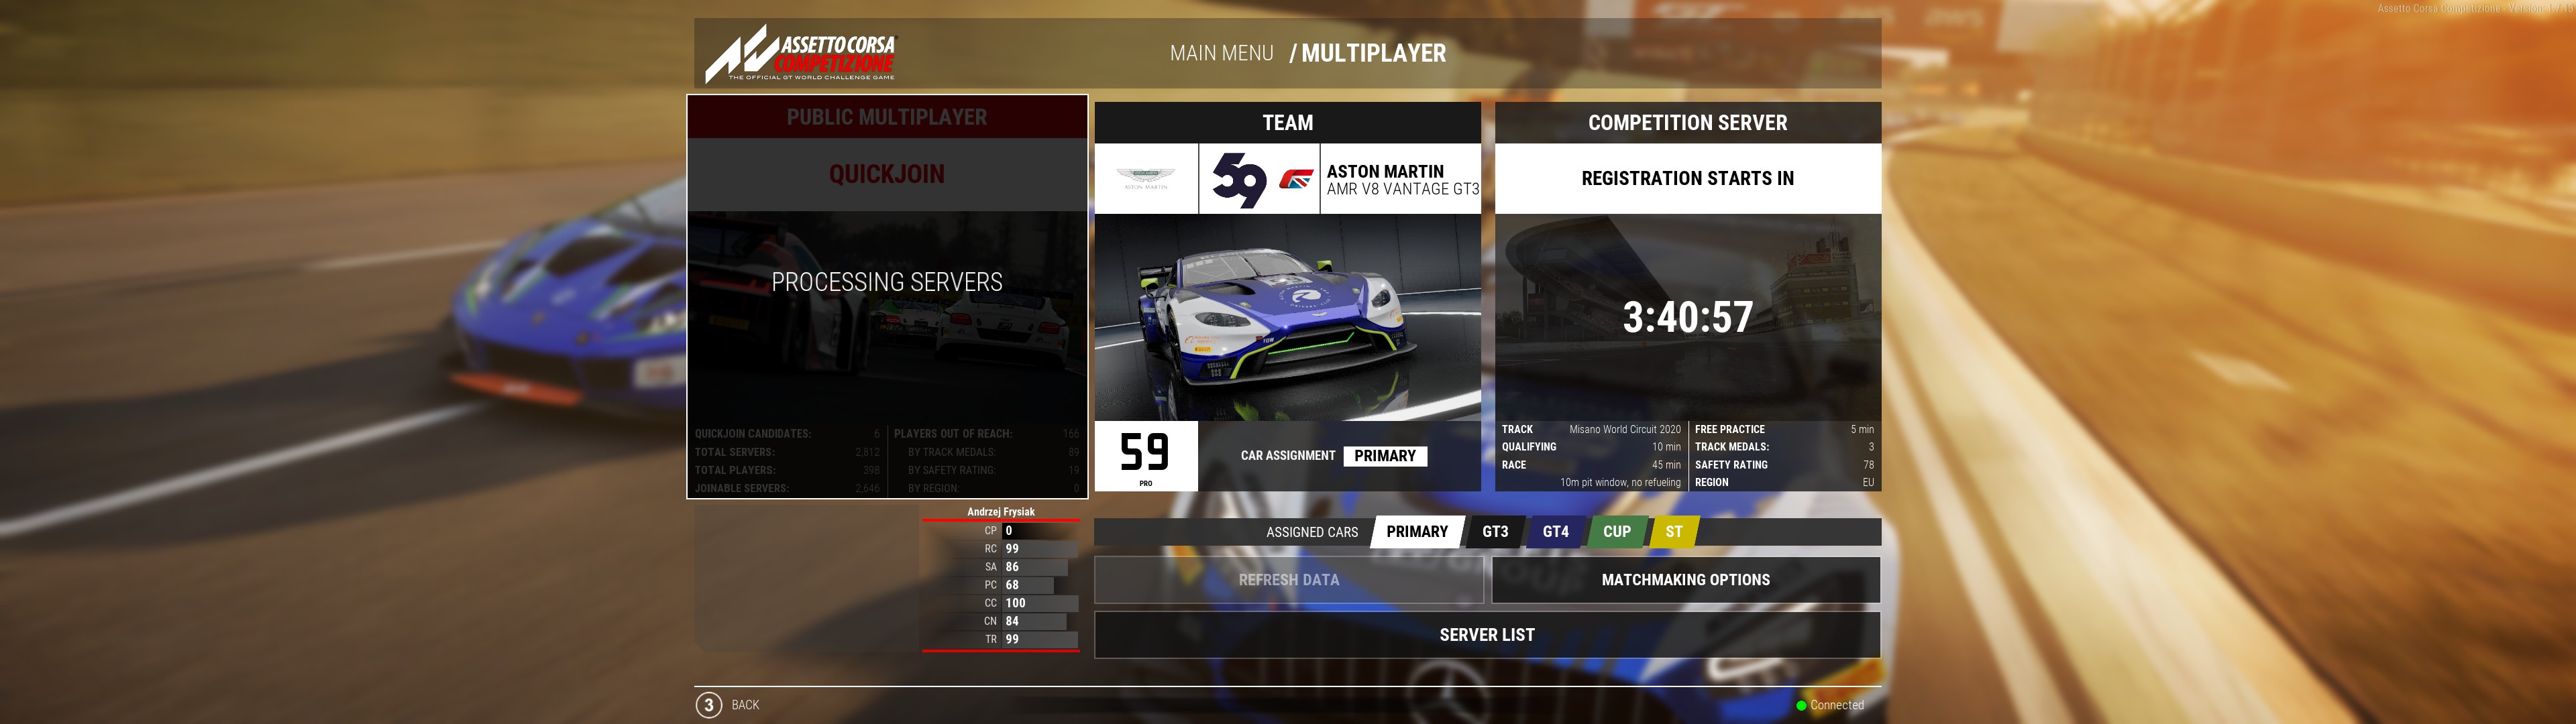 Assetto Corsa Competizione - Version: 1.7.15
ASSETTO CORSA
COMPETIZIONE
THE OFFICIAL GT WORLD CHALLENGE GAME
MAIN MENU / MULTIPLAYER
PUBLIC MULTIPLAYER
QUICKJOIN
PROCESSING SERVERS
QUICKJOIN CANDIDATES: 6
TOTAL SERVERS: 2,812
TOTAL PLAYERS: 398
JOINABLE SERVERS: 2,646
PLAYERS OUT OF REACH: 166
BY TRACK MEDALS: 89
BY SAFETY RATING: 19
BY REGION: 0
TEAM
ASTON MARTIN
59
ASTON MARTIN
AMR V8 VANTAGE GT3
59
PRO
CAR ASSIGNMENT PRIMARY
COMPETITION SERVER
REGISTRATION STARTS IN
3:40:57
TRACK Misano World Circuit 2020
QUALIFYING 10 min
RACE 45 min
10m pit window, no refueling
FREE PRACTICE 5 min
TRACK MEDALS: 3
SAFETY RATING 78
REGION EU
Andrzej Frysiak
CP 0
RC 99
SA 86
PC 68
CC 100
CN 84
TR 99
ASSIGNED CARS PRIMARY GT3 GT4 CUP ST
REFRESH DATA
MATCHMAKING OPTIONS
SERVER LIST
3 BACK
Connected